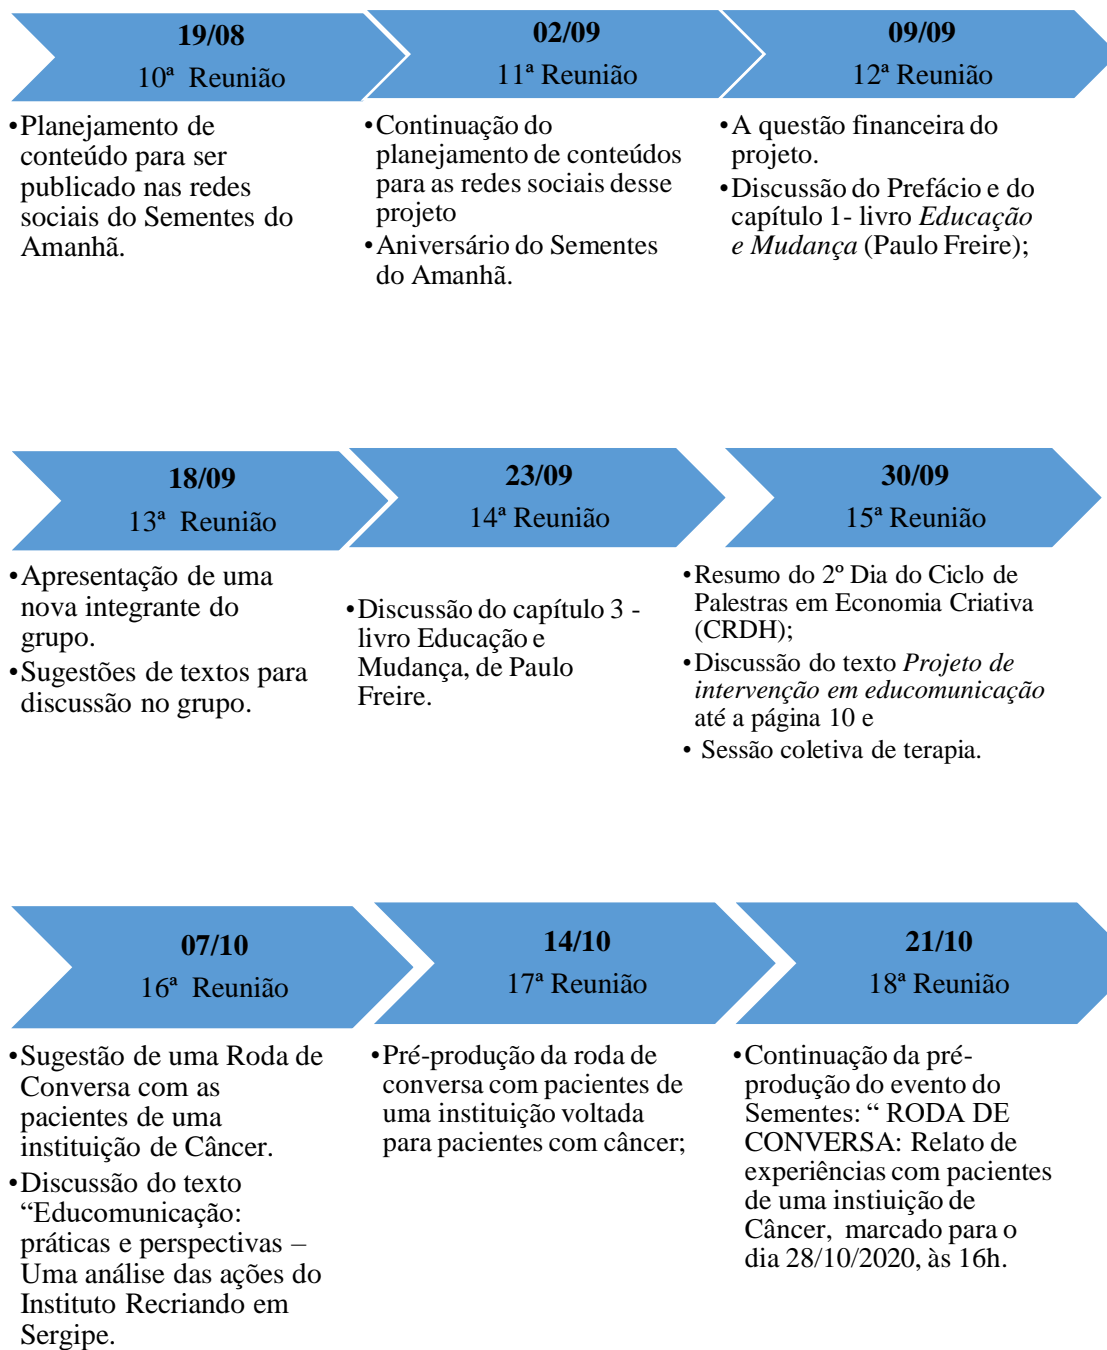 19/08
10ª Reunião
•Planejamento de
conteúdo para ser
publicado nas redes
sociais do Sementes do
Amanhã.
02/09
11ª Reunião
•Continuação do
planejamento de conteúdos
para as redes sociais desse
projeto
•Aniversário do Sementes
do Amanhã.
09/09
12ª Reunião
•A questão financeira do
projeto.
•Discussão do Prefácio e do
capítulo 1- livro Educação
e Mudança (Paulo Freire);
18/09
13ª Reunião
•Apresentação de uma
nova integrante do
grupo.
•Sugestões de textos para
discussão no grupo.
23/09
14ª Reunião
•Discussão do capítulo 3 -
livro Educação e
Mudança, de Paulo
Freire.
30/09
15ª Reunião
•Resumo do 2º Dia do Ciclo de
Palestras em Economia Criativa
(CRDH);
•Discussão do texto Projeto de
intervenção em educomunicação
até a página 10 e
• Sessão coletiva de terapia.
07/10
16ª Reunião
•Sugestão de uma Roda de
Conversa com as
pacientes de uma
instituição de Câncer.
•Discussão do texto
“Educomunicação:
práticas e perspectivas –
Uma análise das ações do
Instituto Recriando em
Sergipe.
14/10
17ª Reunião
•Pré-produção da roda de
conversa com pacientes de
uma instituição voltada
para pacientes com câncer;
21/10
18ª Reunião
•Continuação da pré-
produção do evento do
Sementes: “ RODA DE
CONVERSA: Relato de
experiências com pacientes
de uma instiuição de
Câncer, marcado para o
dia 28/10/2020, às 16h.